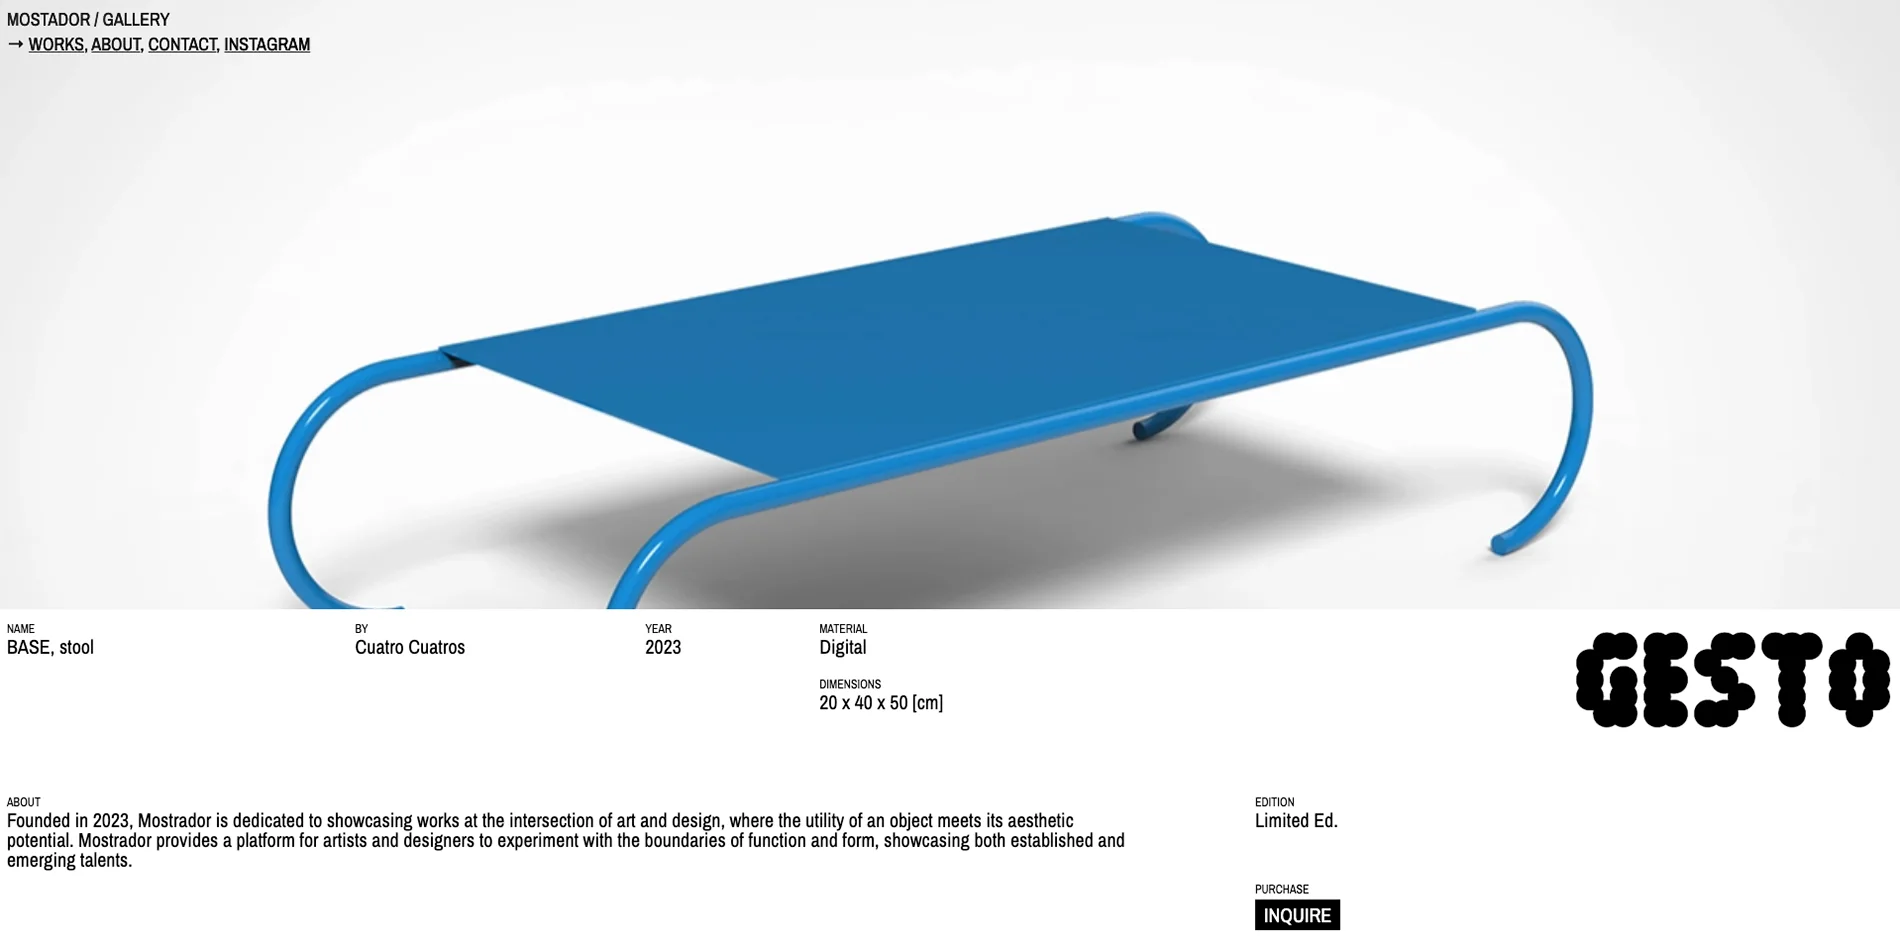 MOSTADOR / GALLERY
→ WORKS, ABOUT, CONTACT, INSTAGRAM
NAME
BASE, stool
BY
Cuatro Cuatros
YEAR
2023
MATERIAL
Digital
DIMENSIONS
20 x 40 x 50 [cm]
GESTO
ABOUT
Founded in 2023, Mostrador is dedicated to showcasing works at the intersection of art and design, where the utility of an object meets its aesthetic
potential. Mostrador provides a platform for artists and designers to experiment with the boundaries of function and form, showcasing both established and
emerging talents.
EDITION
Limited Ed.
PURCHASE
INQUIRE